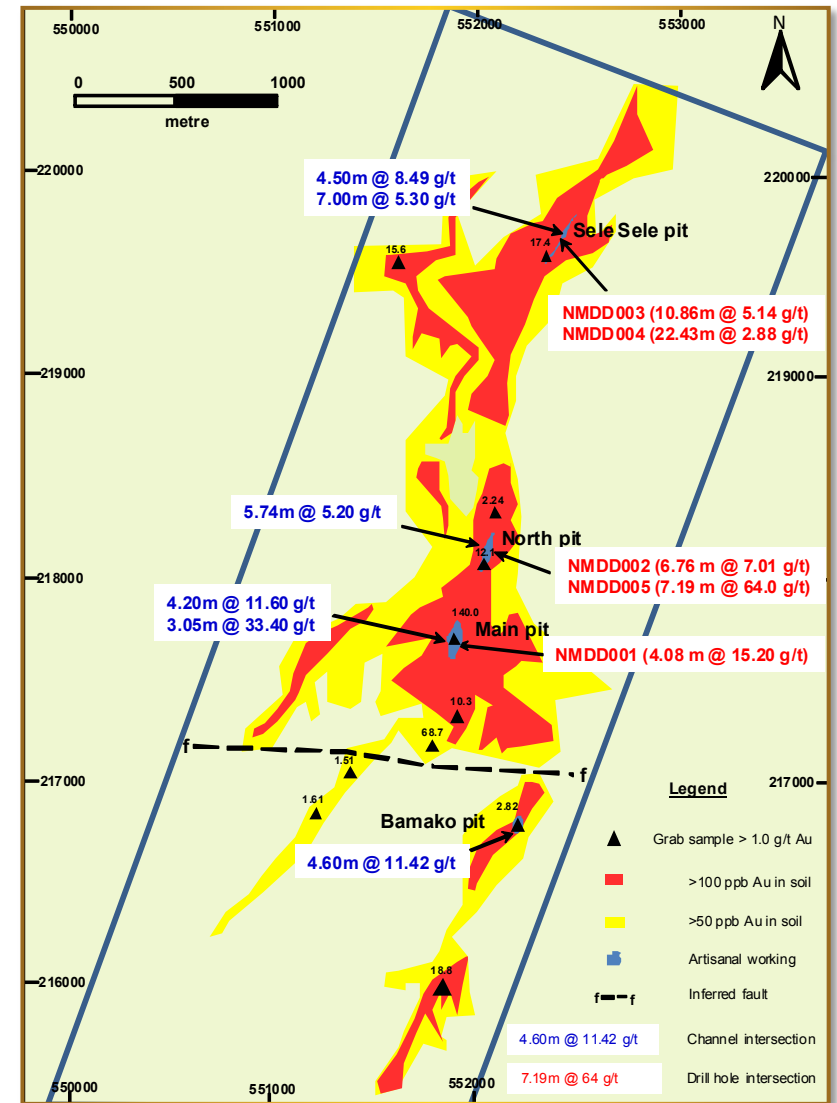 550000
551000
552000
553000
N
0 500 1000
metre
220000
220000
4.50m @ 8.49 g/t
7.00m @ 5.30 g/t
Sele Sele pit
17.4
15.6
NMDD003 (10.86m @ 5.14 g/t)
NMDD004 (22.43m @ 2.88 g/t)
219000
219000
5.74m @ 5.20 g/t
2.24
North pit
12.1
NMDD002 (6.76 m @ 7.01 g/t)
NMDD005 (7.19 m @ 64.0 g/t)
218000
4.20m @ 11.60 g/t
3.05m @ 33.40 g/t
140.0
Main pit
NMDD001 (4.08 m @ 15.20 g/t)
10.3
68.7
f f
1.51
217000
217000
1.61
2.82
Bamako pit
4.60m @ 11.42 g/t
18.8
216000
Legend
Grab sample > 1.0 g/t Au
>100 ppb Au in soil
>50 ppb Au in soil
Artisanal working
f f Inferred fault
4.60m @ 11.42 g/t Channel intersection
7.19m @ 64 g/t Drill hole intersection
550000
551000
552000